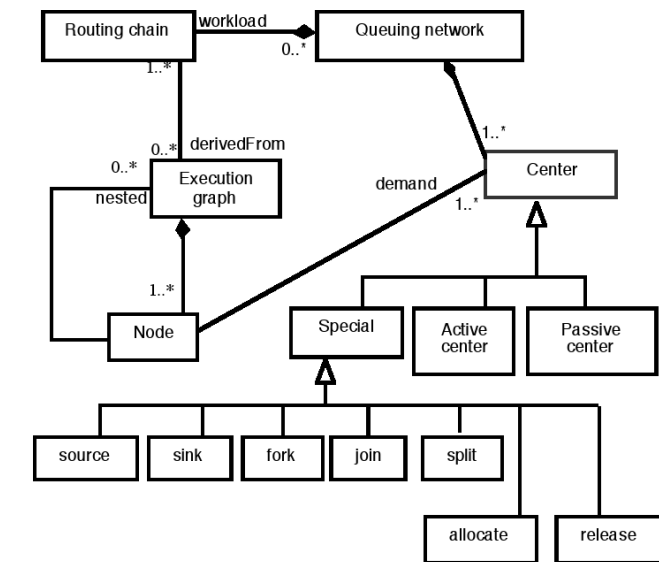 Routing chain
workload
Queuing network
0..*
1..*
1..*
0..*
derivedFrom
0..*
Execution
graph
nested
Center
demand
1..*
1..*
Node
Special
Active
center
Passive
center
source
sink
fork
join
split
allocate
release